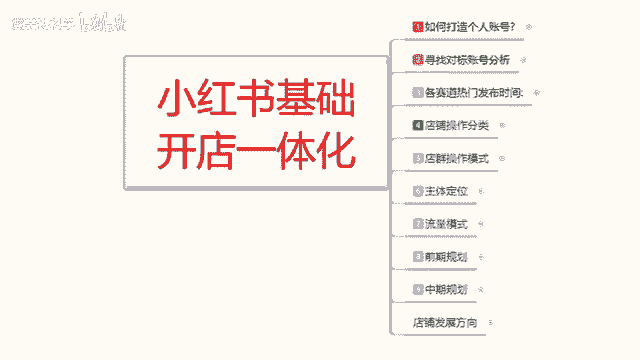 小红书基础
开店一体化
1 如何打造个人账号?
2 寻找对标账号分析
3 各赛道热门发布时间:
4 店铺操作分类
5 店群操作模式
6 主体定位
7 流量模式
8 前期规划
9 中期规划
店铺发展方向